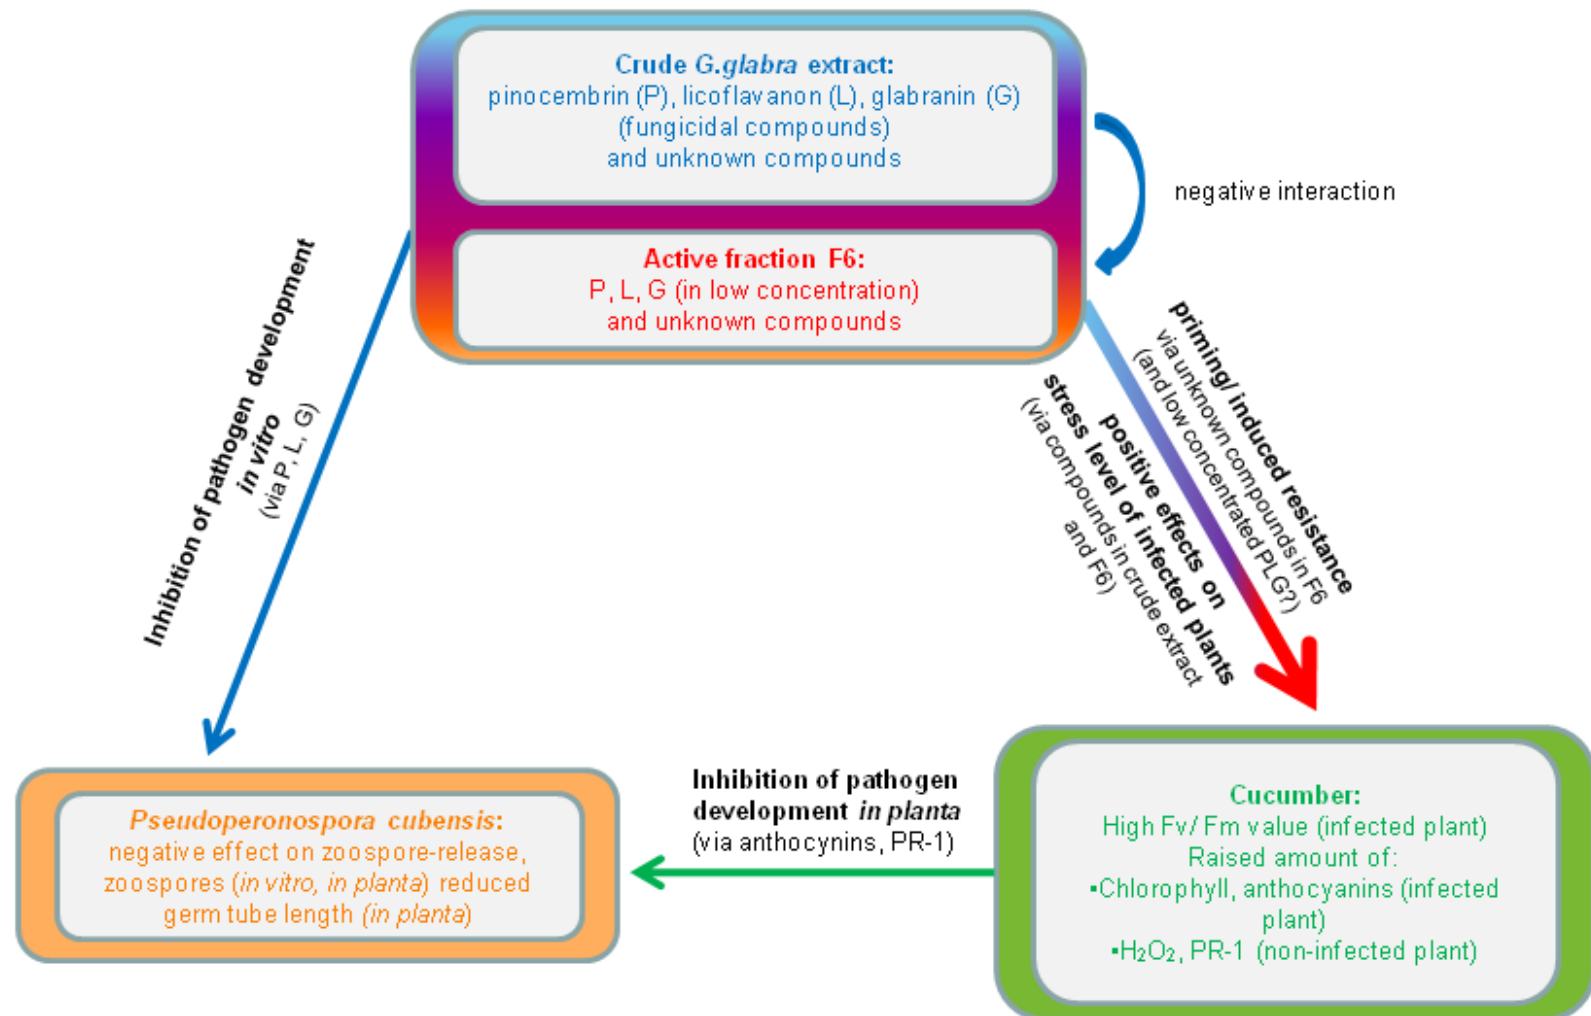 Crude G.glabra extract:
pinocembrin (P), licoflavanon (L), glabranin (G)
(fungicidal compounds)
and unknown compounds
negative interaction
Active fraction F6:
P, L, G (in low concentration)
and unknown compounds
Inhibition of pathogen development
in vitro
(via P, L, G)
priming/ induced resistance
via unknown compounds in F6
(and low concentrated PLG?)
positive effects on
stress level of infected plants
(via compounds in crude extract
and F6)
Inhibition of pathogen
development in planta
(via anthocynins, PR-1)
Pseudoperonospora cubensis:
negative effect on zoospore-release,
zoospores (in vitro, in planta) reduced
germ tube length (in planta)
Cucumber:
High Fv/ Fm value (infected plant)
Raised amount of:
▪Chlorophyll, anthocyanins (infected
plant)
▪H₂O₂, PR-1 (non-infected plant)